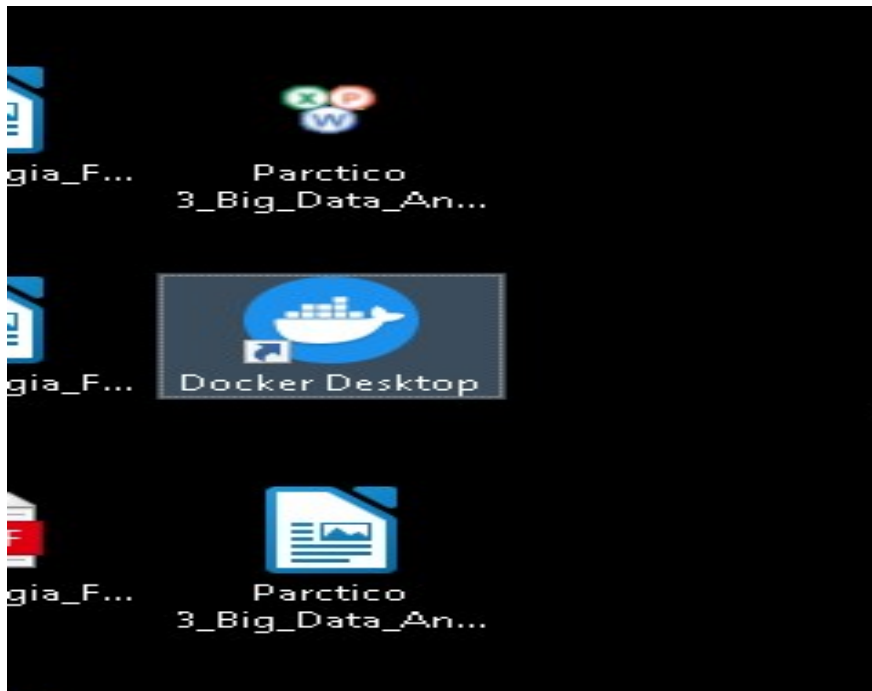 X P
W
gia_F...
Parctico
3_Big_Data_An...
gia_F...
Docker Desktop
F
gia_F...
Parctico
3_Big_Data_An...